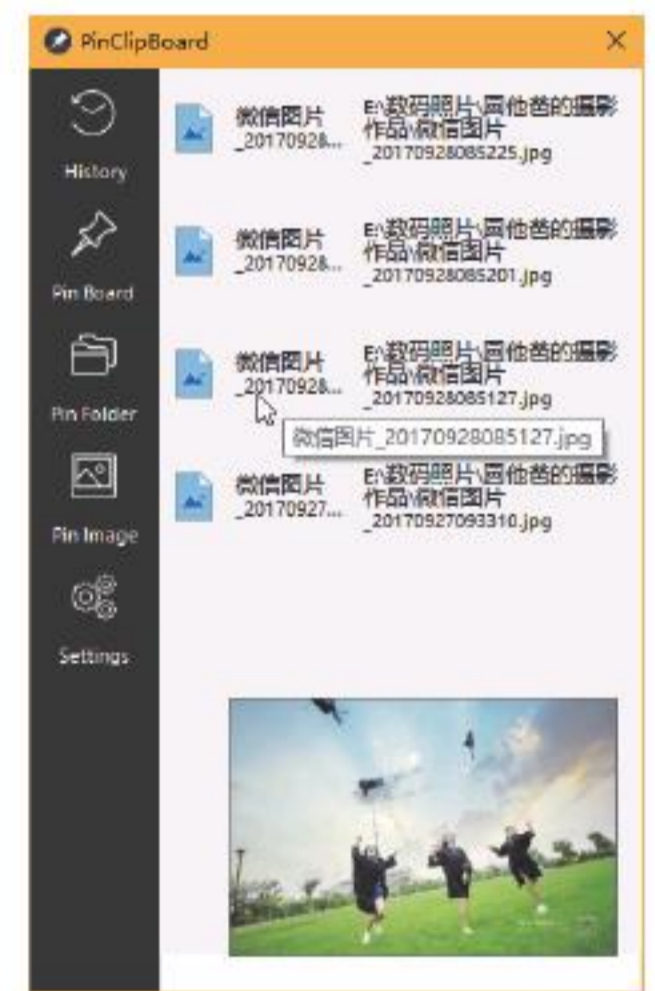 PinClipBoard
History
微信图片
_20170928...
E:\数码照片\画他爸的摄影
作品\微信图片
_20170928085225.jpg
Pin Board
微信图片
_20170928...
E:\数码照片\画他爸的摄影
作品\微信图片
_20170928085201.jpg
Pin Folder
微信图片
_20170928...
E:\数码照片\画他爸的摄影
作品\微信图片
_20170928085127.jpg
微信图片_20170928085127.jpg
Pin Image
微信图片
_20170927...
E:\数码照片\画他爸的摄影
作品\微信图片
_20170927093310.jpg
Settings